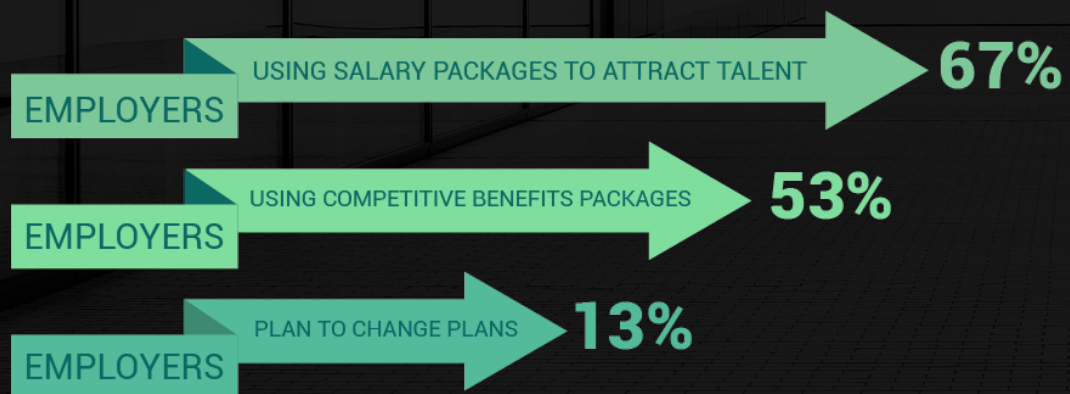 USING SALARY PACKAGES TO ATTRACT TALENT
67%
EMPLOYERS
USING COMPETITIVE BENEFITS PACKAGES
53%
EMPLOYERS
PLAN TO CHANGE PLANS
13%
EMPLOYERS